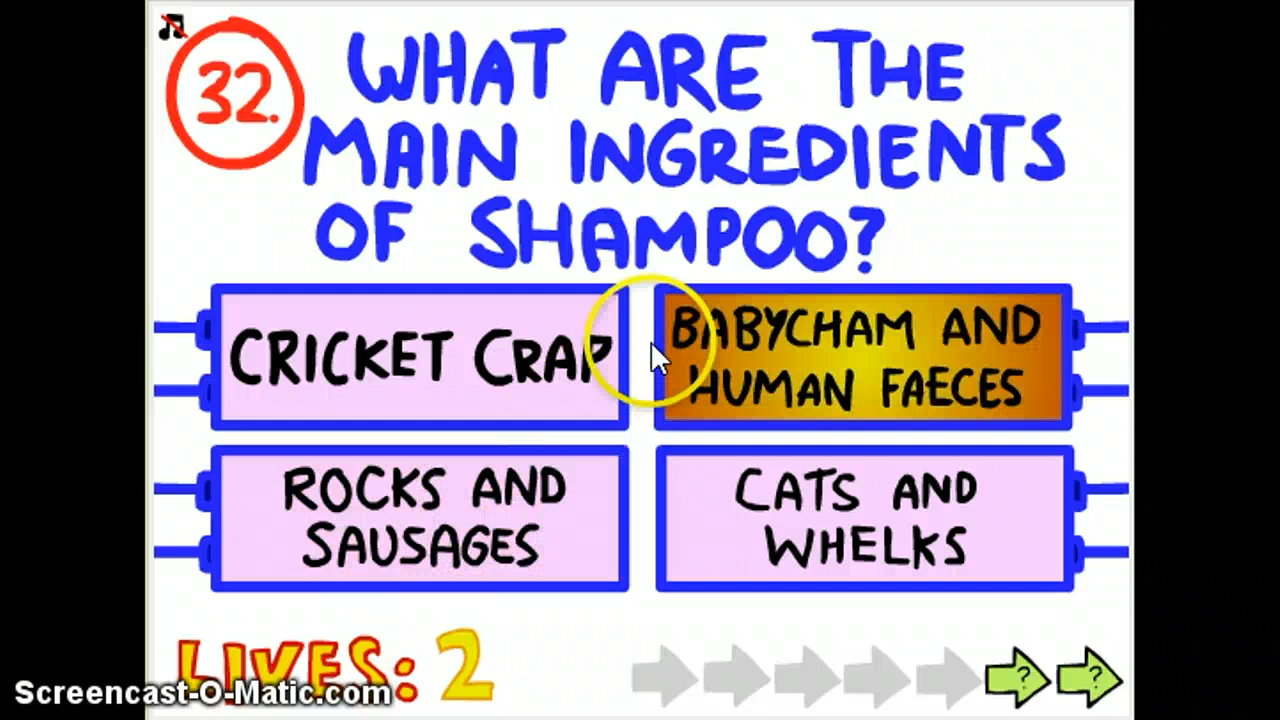 32.
WHAT ARE THE
MAIN INGREDIENTS
OF SHAMPOO?
CRICKET CRAP
BABYCHAM AND
HUMAN FAECES
ROCKS AND
SAUSAGES
CATS AND
WHELKS
LIVES: 2
? ?
Screencast-O-Matic.com